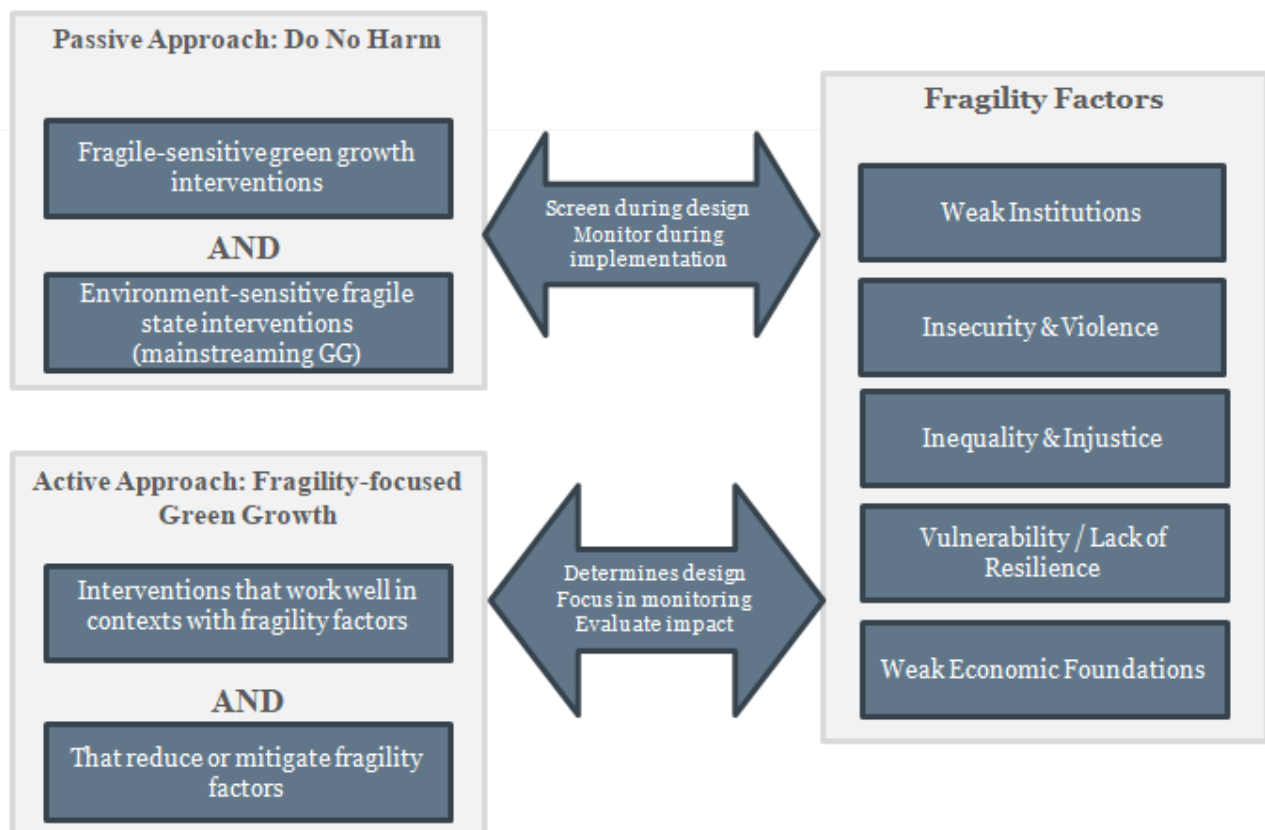 Passive Approach: Do No Harm
Fragile-sensitive green growth
interventions
AND
Environment-sensitive fragile
state interventions
(mainstreaming GG)
Screen during design
Monitor during
implementation
Active Approach: Fragility-focused
Green Growth
Interventions that work well in
contexts with fragility factors
AND
That reduce or mitigate fragility
factors
Determines design
Focus in monitoring
Evaluate impact
Fragility Factors
Weak Institutions
Insecurity & Violence
Inequality & Injustice
Vulnerability / Lack of
Resilience
Weak Economic Foundations